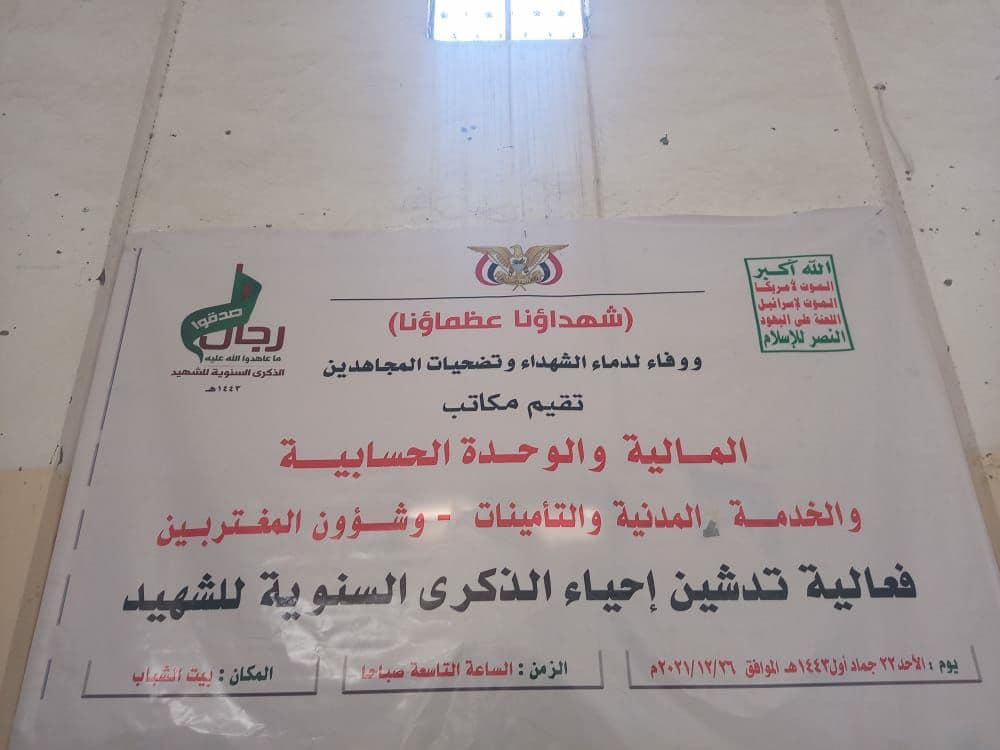 الله أكبر
الموت لأمريكا
الموت لإسرائيل
اللعنة على اليهود
النصر للإسلام
رجال
صدقوا
ما عاهدوا الله عليه
الذكرى السنوية للشهيد
١٤٤٣هـ
(شهداؤنا عظماؤنا)
ووفاء لدماء الشهداء وتضحيات المجاهدين
تقيم مكاتب
المالية والوحدة الحسابية
والخدمة المدنية والتأمينات - وشؤون المغتربين
فعالية تدشين إحياء الذكرى السنوية للشهيد
يوم : الأحد ٢٢ جماد أول ١٤٤٣هـ الموافق ٢٠٢١/١٢/٢٦م
الزمن : الساعة التاسعة صباحا
المكان : بيت الشباب